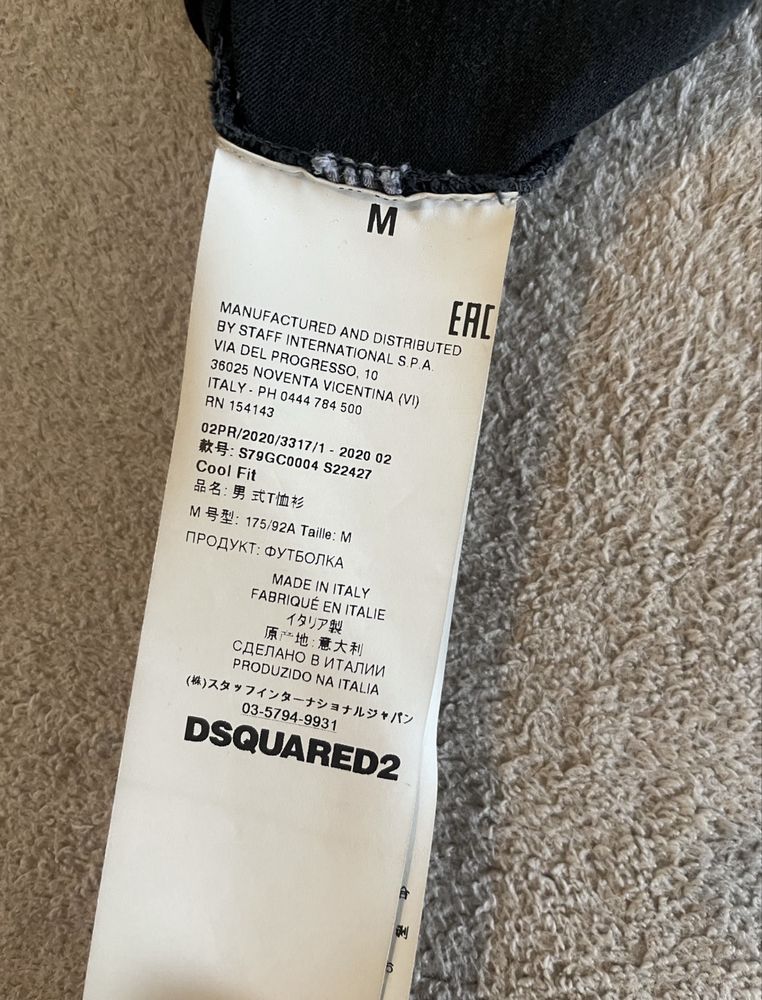 M
EAC
MANUFACTURED AND DISTRIBUTED
BY STAFF INTERNATIONAL S.P.A.
VIA DEL PROGRESSO, 10
36025 NOVENTA VICENTINA (VI)
ITALY - PH 0444 784 500
RN 154143
02PR/2020/3317/1 - 2020 02
款号: S79GC0004 S22427
Cool Fit
品名: 男 式T恤衫
M 号型: 175/92A Taille: M
ПРОДУКТ: ФУТБОЛКА
MADE IN ITALY
FABRIQUÉ EN ITALIE
イタリア製
原产地:意大利
СДЕЛАНО В ИТАЛИИ
PRODUZIDO NA ITALIA
(株)スタッフインターナショナルジャパン
03-5794-9931
DSQUARED2